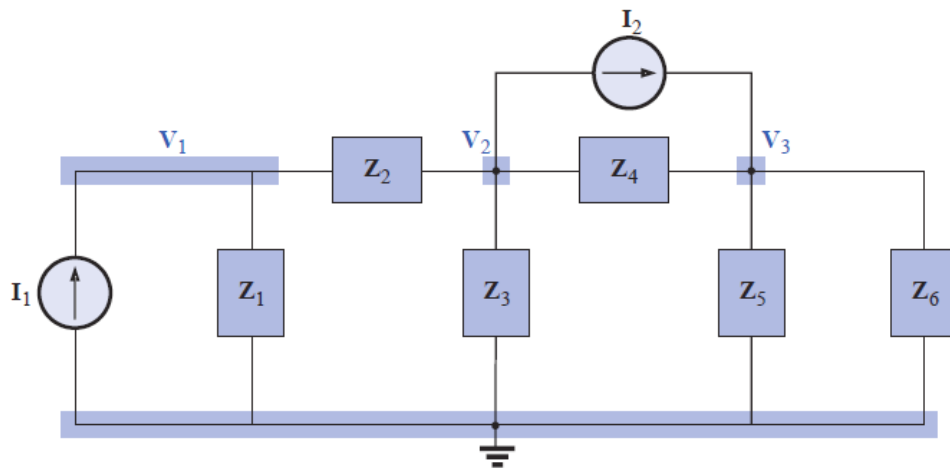 I₂
V₁
V₂
V₃
Z₂
Z₄
I₁
Z₁
Z₃
Z₅
Z₆